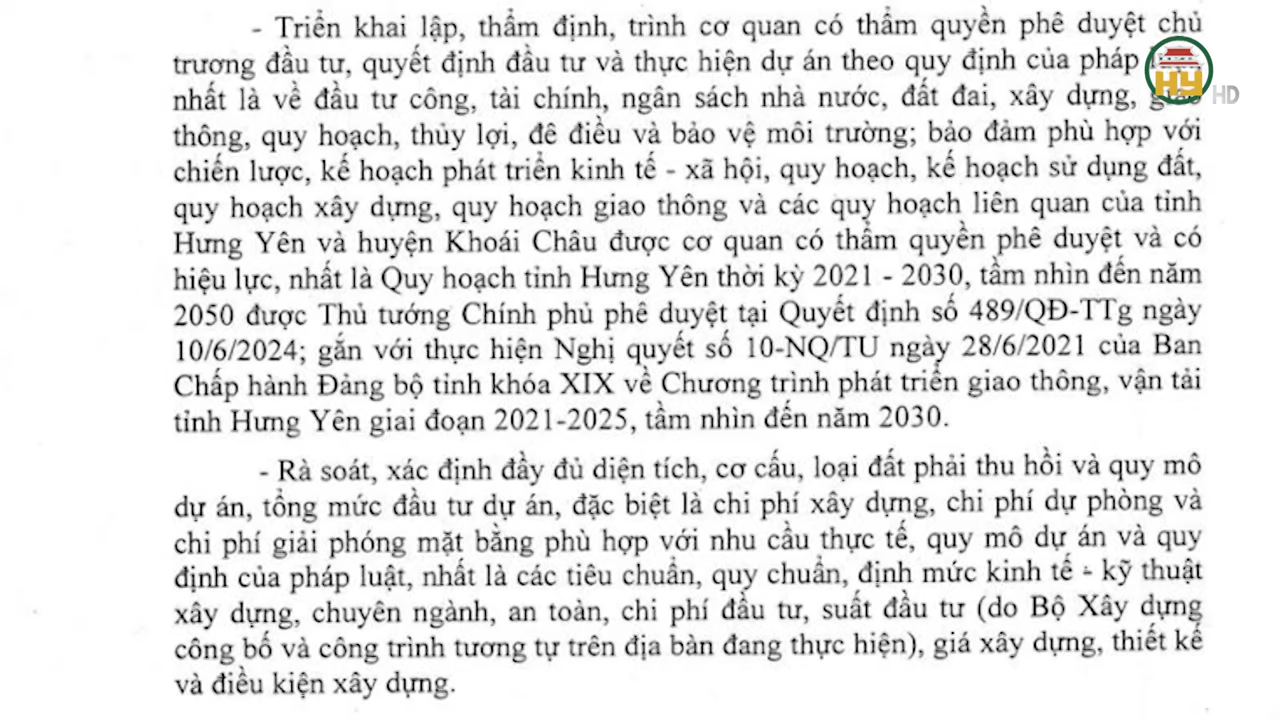 - Triển khai lập, thẩm định, trình cơ quan có thẩm quyền phê duyệt chủ
trương đầu tư, quyết định đầu tư và thực hiện dự án theo quy định của pháp
nhất là về đầu tư công, tài chính, ngân sách nhà nước, đất đai, xây dựng, giao
thông, quy hoạch, thủy lợi, đê điều và bảo vệ môi trường; bảo đảm phù hợp với
chiến lược, kế hoạch phát triển kinh tế - xã hội, quy hoạch, kế hoạch sử dụng đất,
quy hoạch xây dựng, quy hoạch giao thông và các quy hoạch liên quan của tỉnh
Hưng Yên và huyện Khoái Châu được cơ quan có thẩm quyền phê duyệt và có
hiệu lực, nhất là Quy hoạch tỉnh Hưng Yên thời kỳ 2021 - 2030, tầm nhìn đến năm
2050 được Thủ tướng Chính phủ phê duyệt tại Quyết định số 489/QĐ-TTg ngày
10/6/2024; gắn với thực hiện Nghị quyết số 10-NQ/TU ngày 28/6/2021 của Ban
Chấp hành Đảng bộ tỉnh khóa XIX về Chương trình phát triển giao thông, vận tải
tỉnh Hưng Yên giai đoạn 2021-2025, tầm nhìn đến năm 2030.
- Rà soát, xác định đầy đủ diện tích, cơ cấu, loại đất phải thu hồi và quy mô
dự án, tổng mức đầu tư dự án, đặc biệt là chi phí xây dựng, chi phí dự phòng và
chi phí giải phóng mặt bằng phù hợp với nhu cầu thực tế, quy mô dự án và quy
định của pháp luật, nhất là các tiêu chuẩn, quy chuẩn, định mức kinh tế - kỹ thuật
xây dựng, chuyên ngành, an toàn, chi phí đầu tư, suất đầu tư (do Bộ Xây dựng
công bố và công trình tương tự trên địa bàn đang thực hiện), giá xây dựng, thiết kế
và điều kiện xây dựng.
HY HD